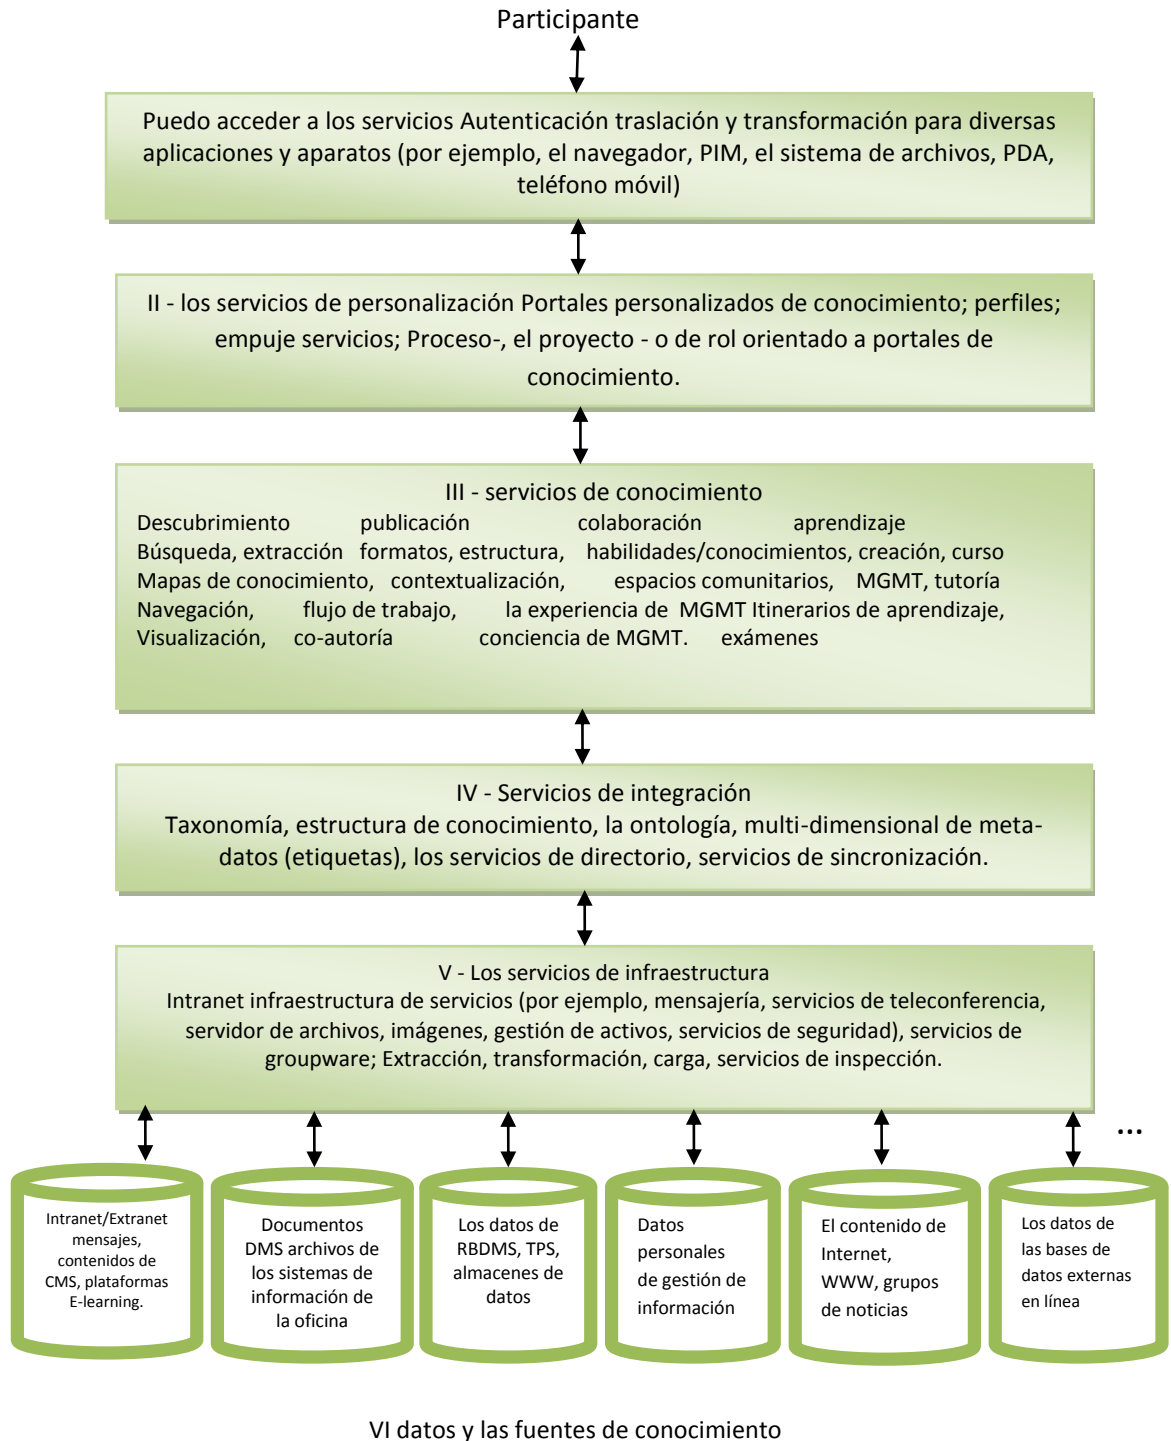 Participante
Puedo acceder a los servicios Autenticación traslación y transformación para diversas
aplicaciones y aparatos (por ejemplo, el navegador, PIM, el sistema de archivos, PDA,
teléfono móvil)
II - los servicios de personalización Portales personalizados de conocimiento; perfiles;
empuje servicios; Proceso-, el proyecto - o de rol orientado a portales de
conocimiento.
III - servicios de conocimiento
Descubrimiento publicación colaboración aprendizaje
Búsqueda, extracción formatos, estructura, habilidades/conocimientos, creación, curso
Mapas de conocimiento, contextualización, espacios comunitarios, MGMT, tutoría
Navegación, flujo de trabajo, la experiencia de MGMT Itinerarios de aprendizaje,
Visualización, co-autoría conciencia de MGMT. exámenes
IV - Servicios de integración
Taxonomía, estructura de conocimiento, la ontología, multi-dimensional de meta-
datos (etiquetas), los servicios de directorio, servicios de sincronización.
V - Los servicios de infraestructura
Intranet infraestructura de servicios (por ejemplo, mensajería, servicios de teleconferencia,
servidor de archivos, imágenes, gestión de activos, servicios de seguridad), servicios de
groupware; Extracción, transformación, carga, servicios de inspección.
...
Intranet/Extranet
mensajes,
contenidos de
CMS, plataformas
E-learning.
Documentos
DMS archivos de
los sistemas de
información de
la oficina
Los datos de
RBDMS, TPS,
almacenes de
datos
Datos
personales
de gestión de
información
El contenido de
Internet,
WWW, grupos
de noticias
Los datos de
las bases de
datos externas
en línea
VI datos y las fuentes de conocimiento